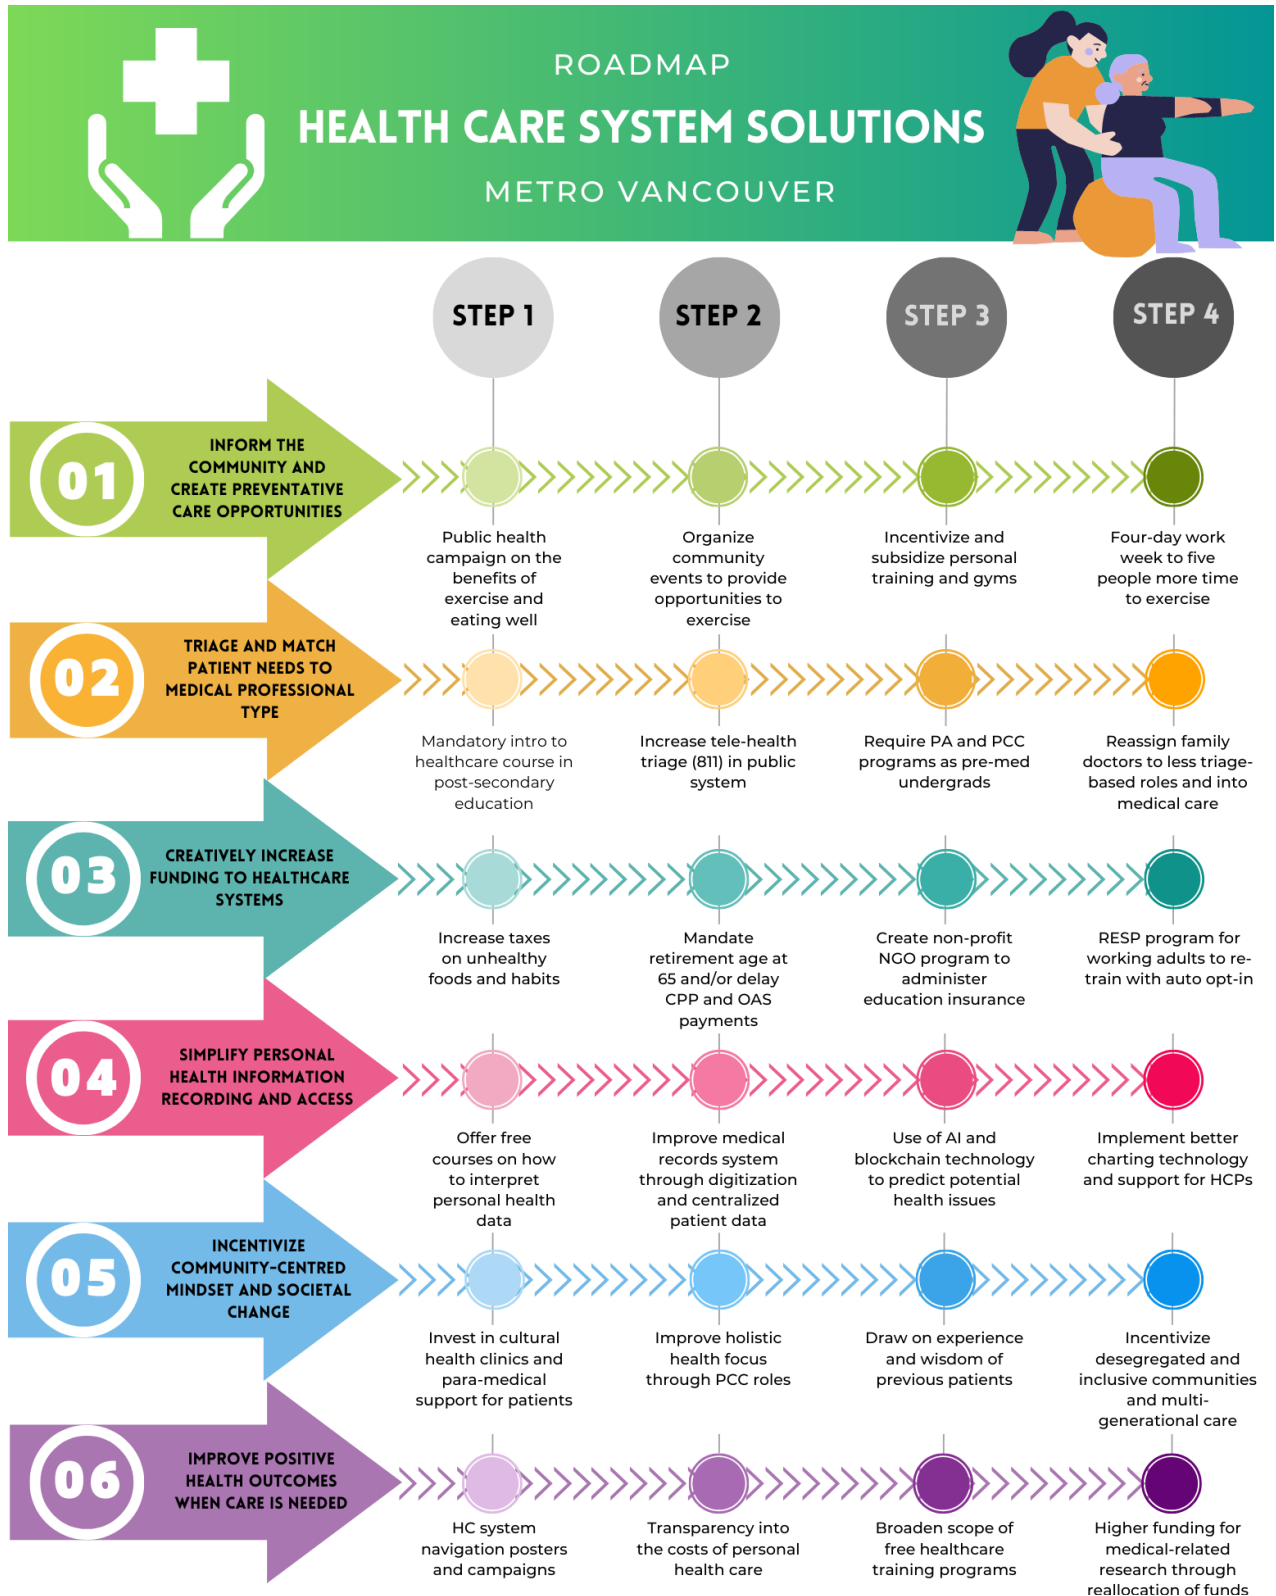 ROADMAP
HEALTH CARE SYSTEM SOLUTIONS
METRO VANCOUVER
STEP 1
STEP 2
STEP 3
STEP 4
01
INFORM THE
COMMUNITY AND
CREATE PREVENTATIVE
CARE OPPORTUNITIES
Public health
campaign on the
benefits of
exercise and
eating well
Organize
community
events to provide
opportunities to
exercise
Incentivize and
subsidize personal
training and gyms
Four-day work
week to five
people more time
to exercise
02
TRIAGE AND MATCH
PATIENT NEEDS TO
MEDICAL PROFESSIONAL
TYPE
Mandatory intro to
healthcare course in
post-secondary
education
Increase tele-health
triage (811) in public
system
Require PA and PCC
programs as pre-med
undergrads
Reassign family
doctors to less triage-
based roles and into
medical care
03
CREATIVELY INCREASE
FUNDING TO HEALTHCARE
SYSTEMS
Increase taxes
on unhealthy
foods and habits
Mandate
retirement age at
65 and/or delay
CPP and OAS
payments
Create non-profit
NGO program to
administer
education insurance
RESP program for
working adults to re-
train with auto opt-in
04
SIMPLIFY PERSONAL
HEALTH INFORMATION
RECORDING AND ACCESS
Offer free
courses on how
to interpret
personal health
data
Improve medical
records system
through digitization
and centralized
patient data
Use of AI and
blockchain technology
to predict potential
health issues
Implement better
charting technology
and support for HCPs
05
INCENTIVIZE
COMMUNITY-CENTRED
MINDSET AND SOCIETAL
CHANGE
Invest in cultural
health clinics and
para-medical
support for patients
Improve holistic
health focus
through PCC roles
Draw on experience
and wisdom of
previous patients
Incentivize
desegregated and
inclusive communities
and multi-
generational care
06
IMPROVE POSITIVE
HEALTH OUTCOMES
WHEN CARE IS NEEDED
HC system
navigation posters
and campaigns
Transparency into
the costs of personal
health care
Broaden scope of
free healthcare
training programs
Higher funding for
medical-related
research through
reallocation of funds